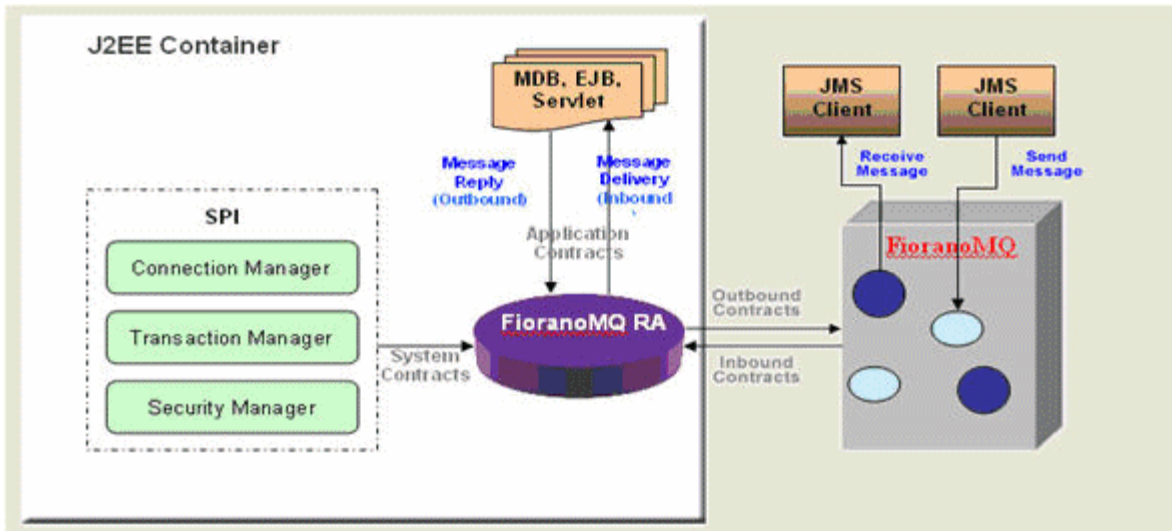 J2EE Container
MDB, EJB,
Servlet
Message
Reply
(Outbound)
Message
Delivery
(Inbound
Application
Contracts
SPI
Connection Manager
Transaction Manager
Security Manager
System
Contracts
FioranoMQ RA
Outbound
Contracts
Inbound
Contracts
JMS
Client
JMS
Client
Receive
Message
Send
Message
FioranoMQ